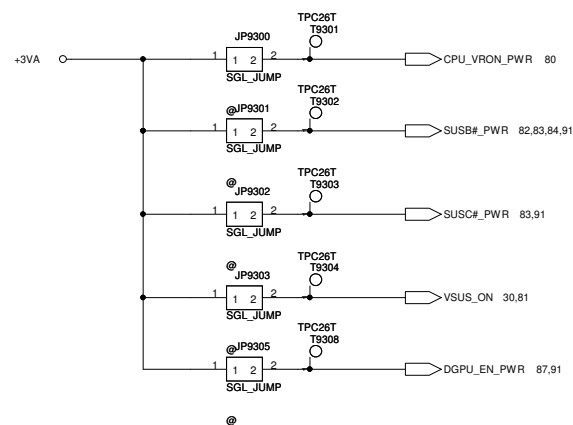 TPC26T
JP9300 T9301
+3VA 1 1 2 2 CPU_VRON_PWR 80
SGL_JUMP
TPC26T
@JP9301 T9302
1 1 2 2 SUSB#_PWR 82,83,84,91
SGL_JUMP
TPC26T
@ T9303
JP9302
1 1 2 2 SUSC#_PWR 83,91
SGL_JUMP
TPC26T
@ T9304
JP9303
1 1 2 2 VSUS_ON 30,81
SGL_JUMP
TPC26T
@JP9305 T9308
1 1 2 2 DGPU_EN_PWR 87,91
SGL_JUMP
@